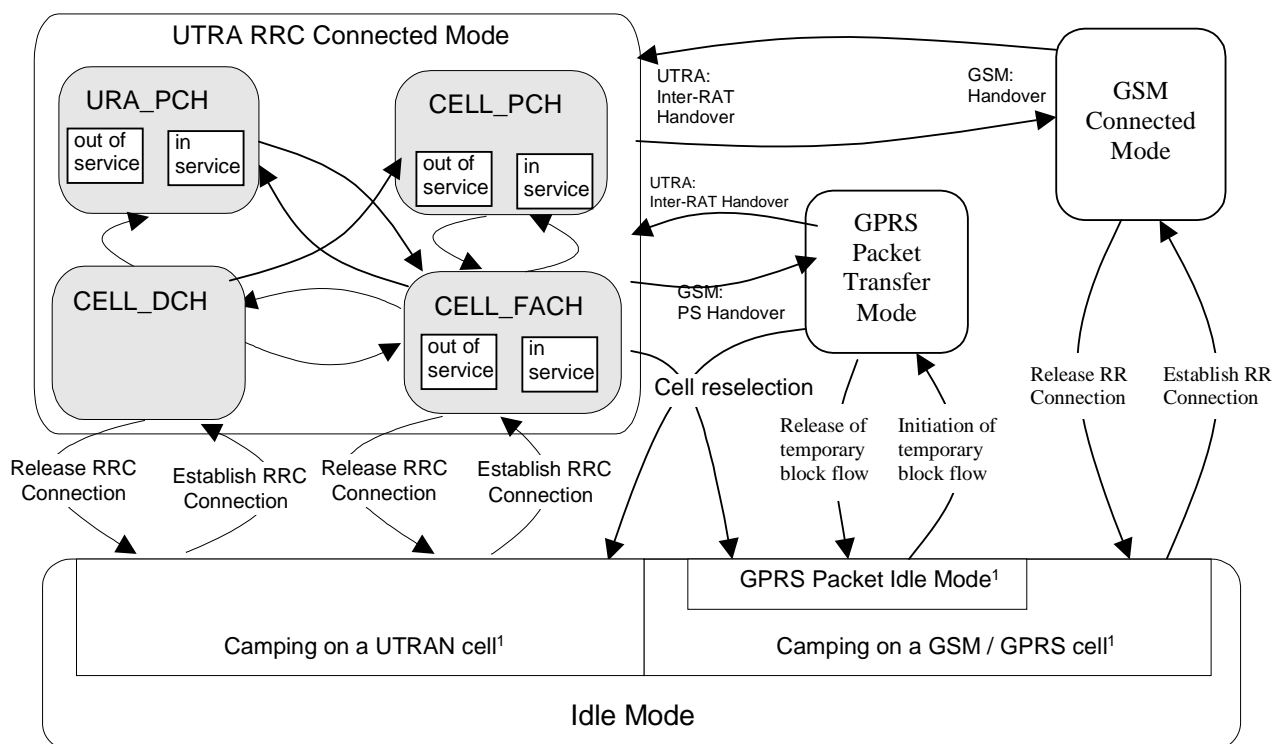 UTRA RRC Connected Mode
URA_PCH
out of
service
in
service
CELL_PCH
out of
service
in
service
CELL_DCH
CELL_FACH
out of
service
in
service
UTRA:
Inter-RAT
Handover
GSM:
Handover
GSM
Connected
Mode
UTRA:
Inter-RAT Handover
GPRS
Packet
Transfer
Mode
GSM:
PS Handover
Cell reselection
Release RRC
Connection
Establish RRC
Connection
Release RRC
Connection
Establish RRC
Connection
Release of
temporary
block flow
Initiation of
temporary
block flow
Release RR
Connection
Establish RR
Connection
GPRS Packet Idle Mode¹
Camping on a UTRAN cell¹
Camping on a GSM / GPRS cell¹
Idle Mode